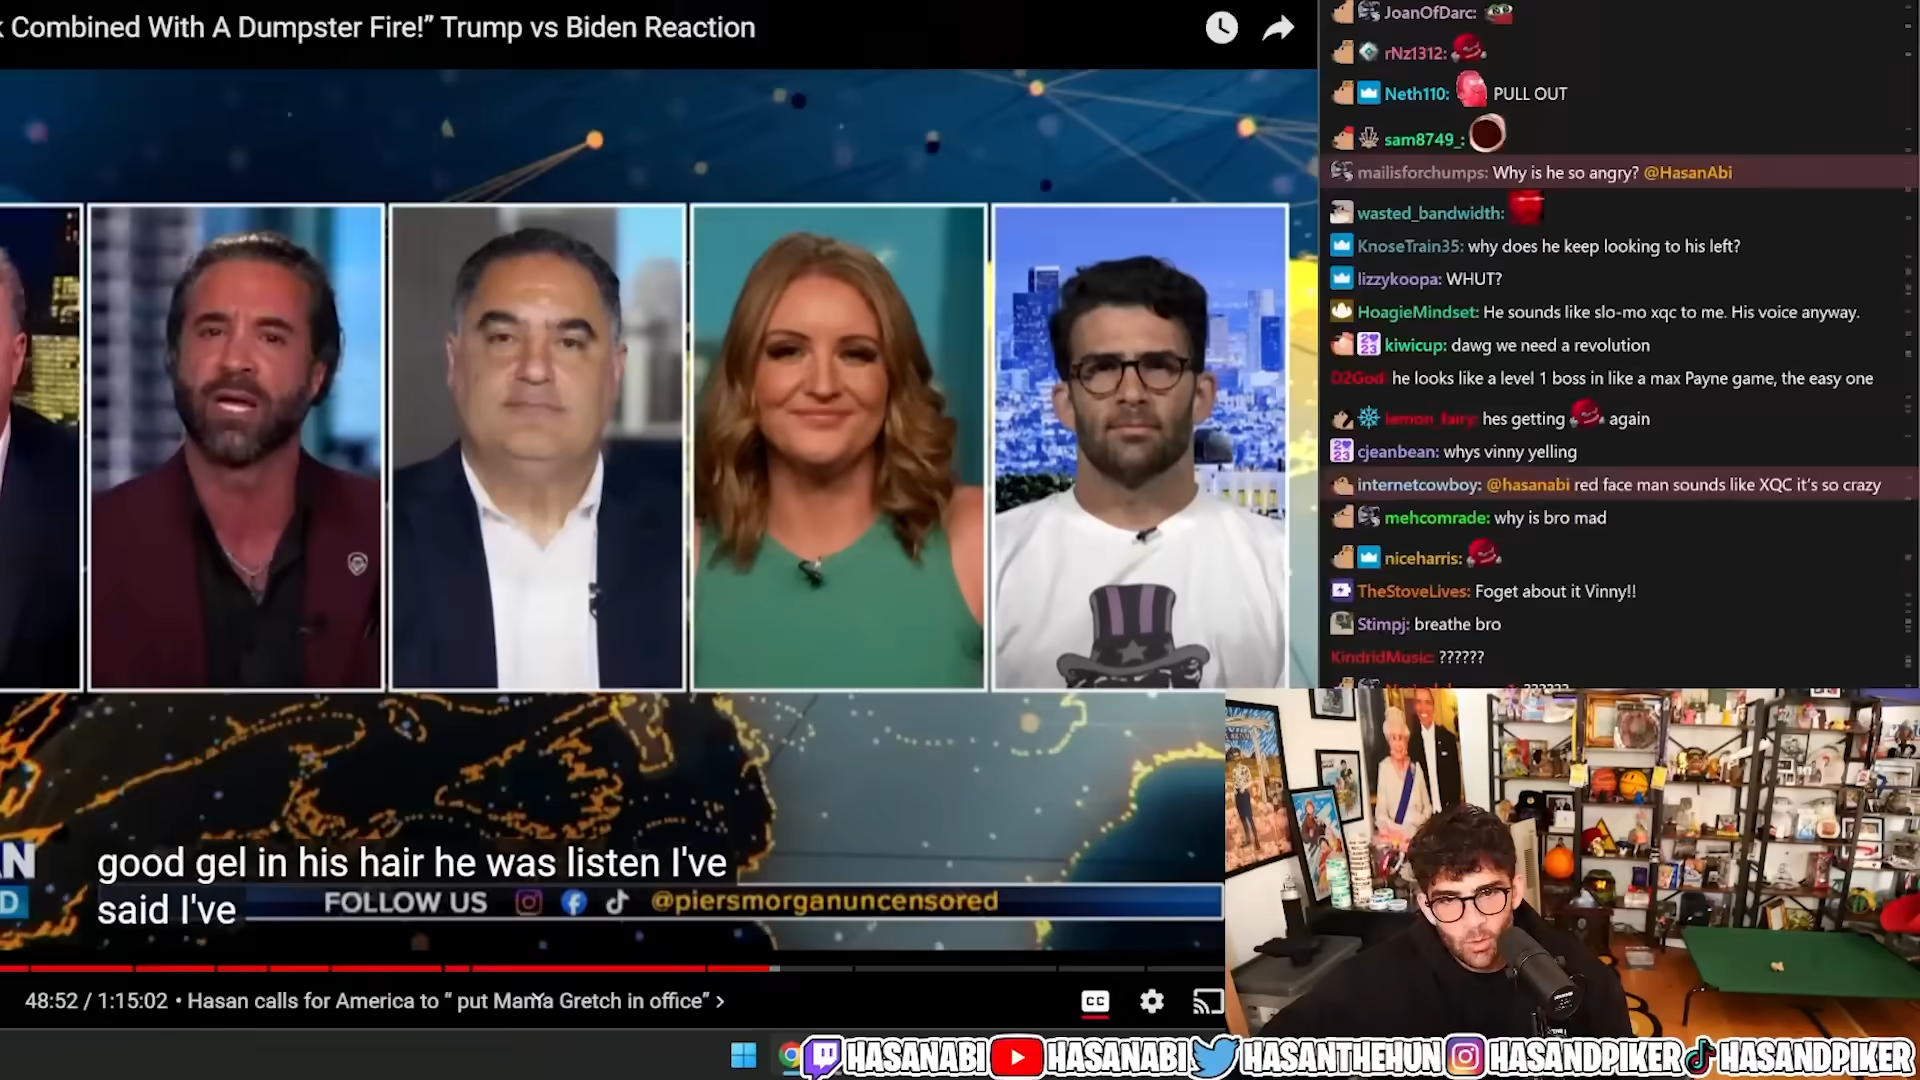 Combined With A Dumpster Fire!” Trump vs Biden Reaction
JoanOfDarc:
rNz1312:
Neth110: PULL OUT
sam8749_:
mailisforchumps: Why is he so angry? @HasanAbi
wasted_bandwidth:
KnoseTrain35: why does he keep looking to his left?
lizzykoopa: WHUT?
HoagieMindset: He sounds like slo-mo xqc to me. His voice anyway.
kiwicup: dawg we need a revolution
D2God: he looks like a level 1 boss in like a max Payne game, the easy one
lemon_fairy: hes getting again
cjeanbean: whys vinny yelling
internetcowboy: @hasanabi red face man sounds like XQC it's so crazy
mehcomrade: why is bro mad
niceharris:
TheStoveLives: Foget about it Vinny!!
Stimpj: breathe bro
KindridMusic: ??????
good gel in his hair he was listen I've
said I've
FOLLOW US @piersmorganuncensored
48:52 / 1:15:02 • Hasan calls for America to “ put Mama Gretch in office” >
CC
HASANABI HASANABI HASANTHEHUN HASANDPIKER HASANDPIKER